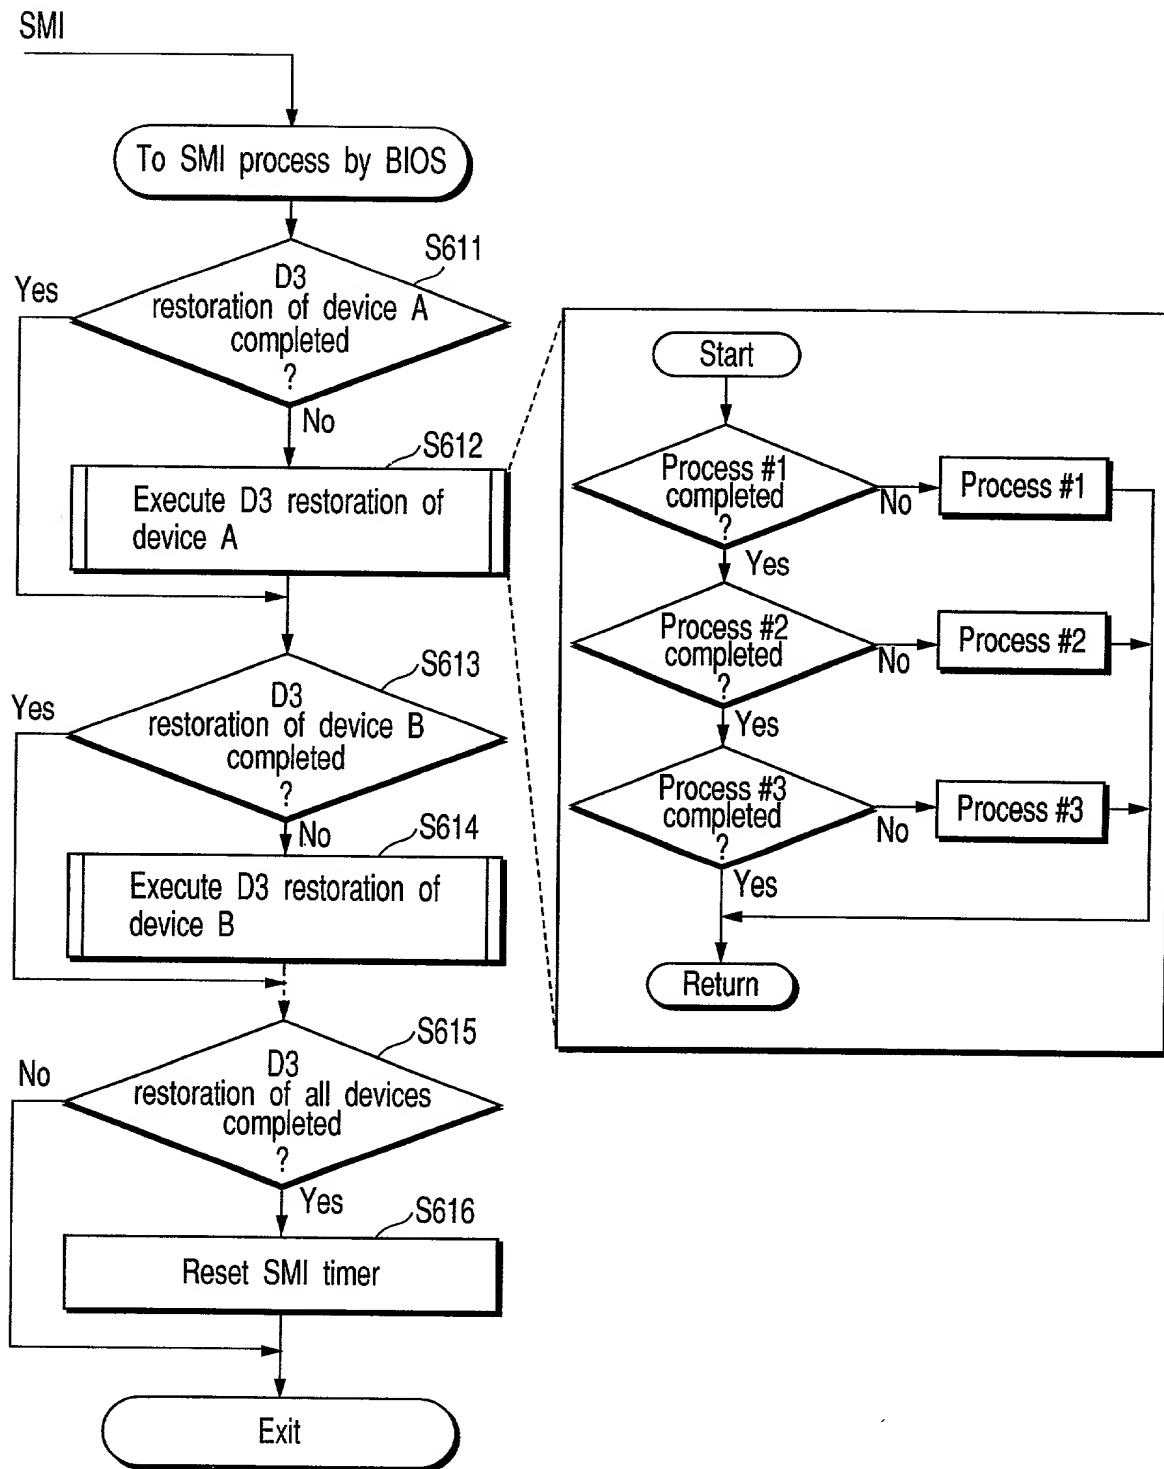 SMI
To SMI process by BIOS
S611
Yes
D3
restoration of device A
completed
?
No
S612
Execute D3 restoration of
device A
S613
Yes
D3
restoration of device B
completed
?
No
S614
Execute D3 restoration of
device B
S615
No
D3
restoration of all devices
completed
?
Yes
S616
Reset SMI timer
Exit
Start
Process #1
completed
?
No
Process #1
Yes
Process #2
completed
?
No
Process #2
Yes
Process #3
completed
?
No
Process #3
Yes
Return